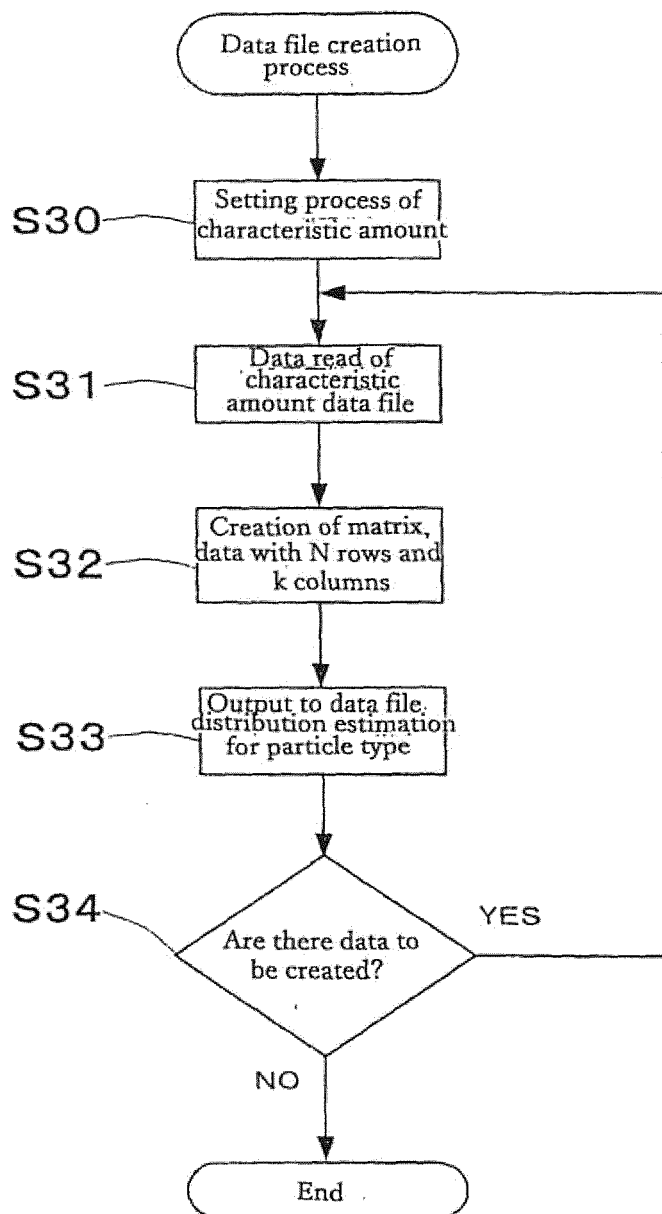 Data file creation
process
S30
Setting process of
characteristic amount
S31
Data read of
characteristic
amount data file
S32
Creation of matrix,
data with N rows and
k columns
S33
Output to data file,
distribution estimation
for particle type
S34
Are there data to
be created?
YES
NO
End